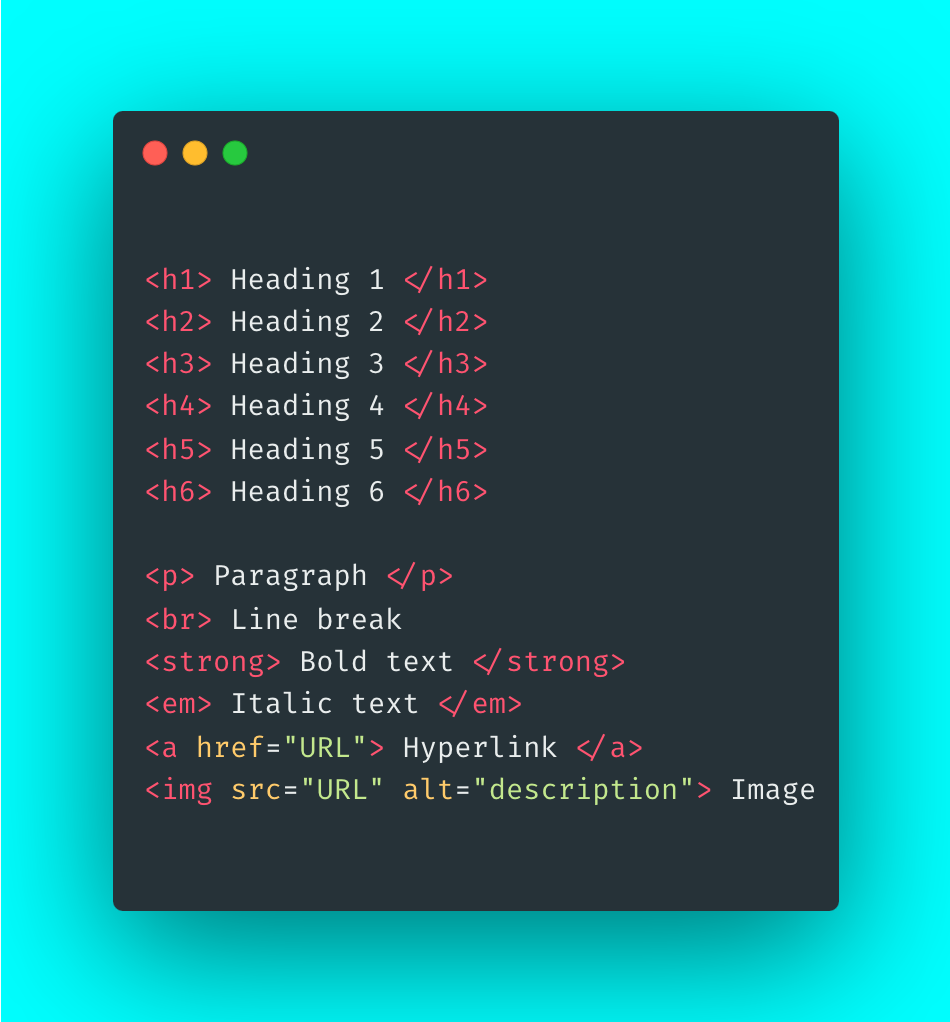 <h1> Heading 1 </h1>
<h2> Heading 2 </h2>
<h3> Heading 3 </h3>
<h4> Heading 4 </h4>
<h5> Heading 5 </h5>
<h6> Heading 6 </h6>
<p> Paragraph </p>
<br> Line break
<strong> Bold text </strong>
<em> Italic text </em>
<a href="URL"> Hyperlink </a>
<img src="URL" alt="description"> Image